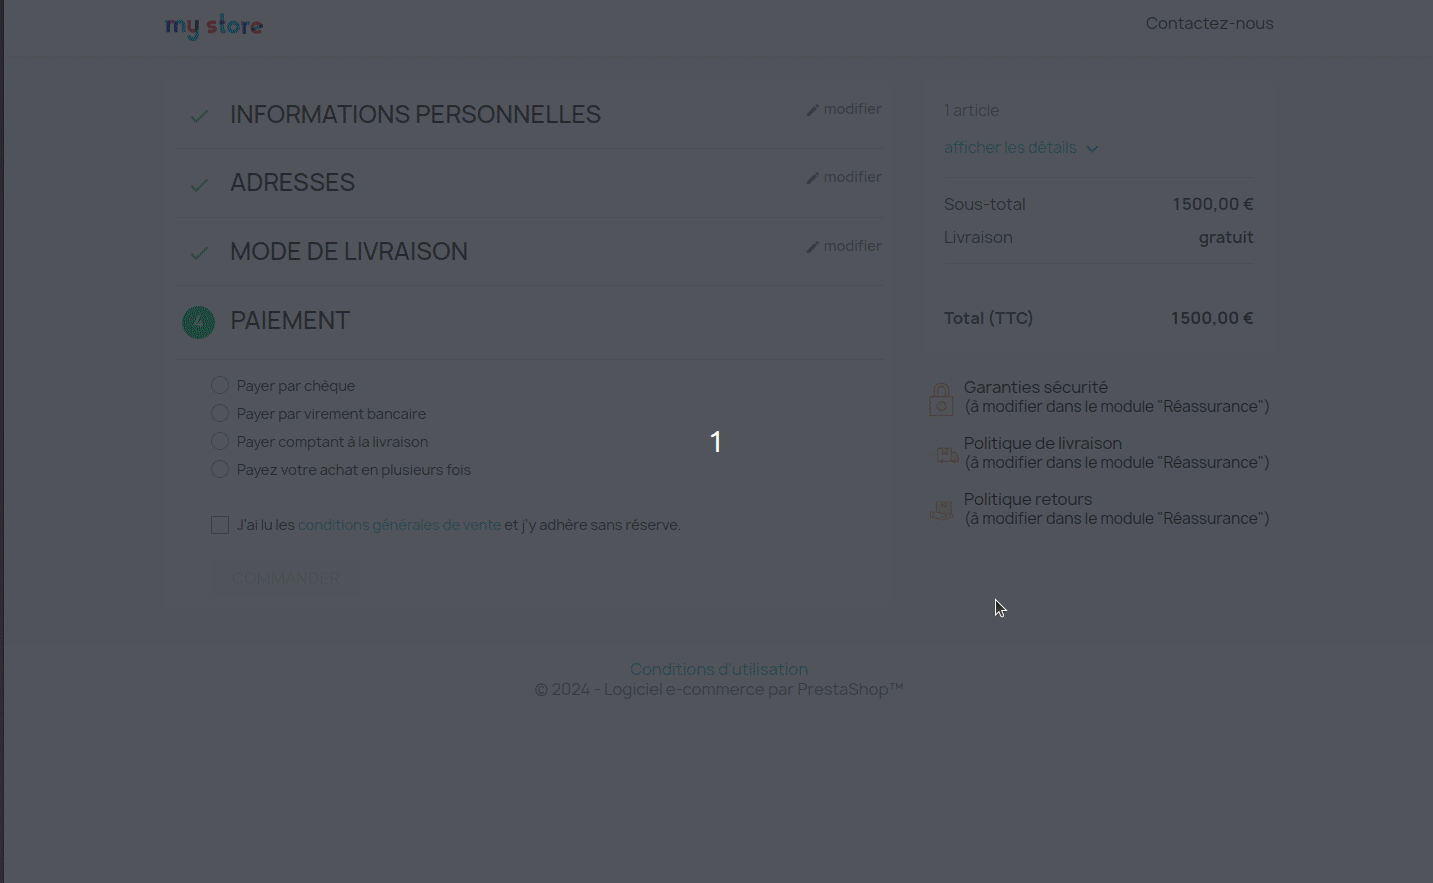 my store
Contactez-nous
INFORMATIONS PERSONNELLES
modifier
ADRESSES
modifier
MODE DE LIVRAISON
modifier
4 PAIEMENT
Payer par chèque
Payer par virement bancaire
Payer comptant à la livraison
Payez votre achat en plusieurs fois
J'ai lu les conditions générales de vente et j'y adhère sans réserve.
COMMANDER
1 article
afficher les détails
Sous-total 1 500,00 €
Livraison gratuit
Total (TTC) 1 500,00 €
Garanties sécurité
(à modifier dans le module "Réassurance")
Politique de livraison
(à modifier dans le module "Réassurance")
Politique retours
(à modifier dans le module "Réassurance")
1
Conditions d'utilisation
© 2024 - Logiciel e-commerce par PrestaShop™